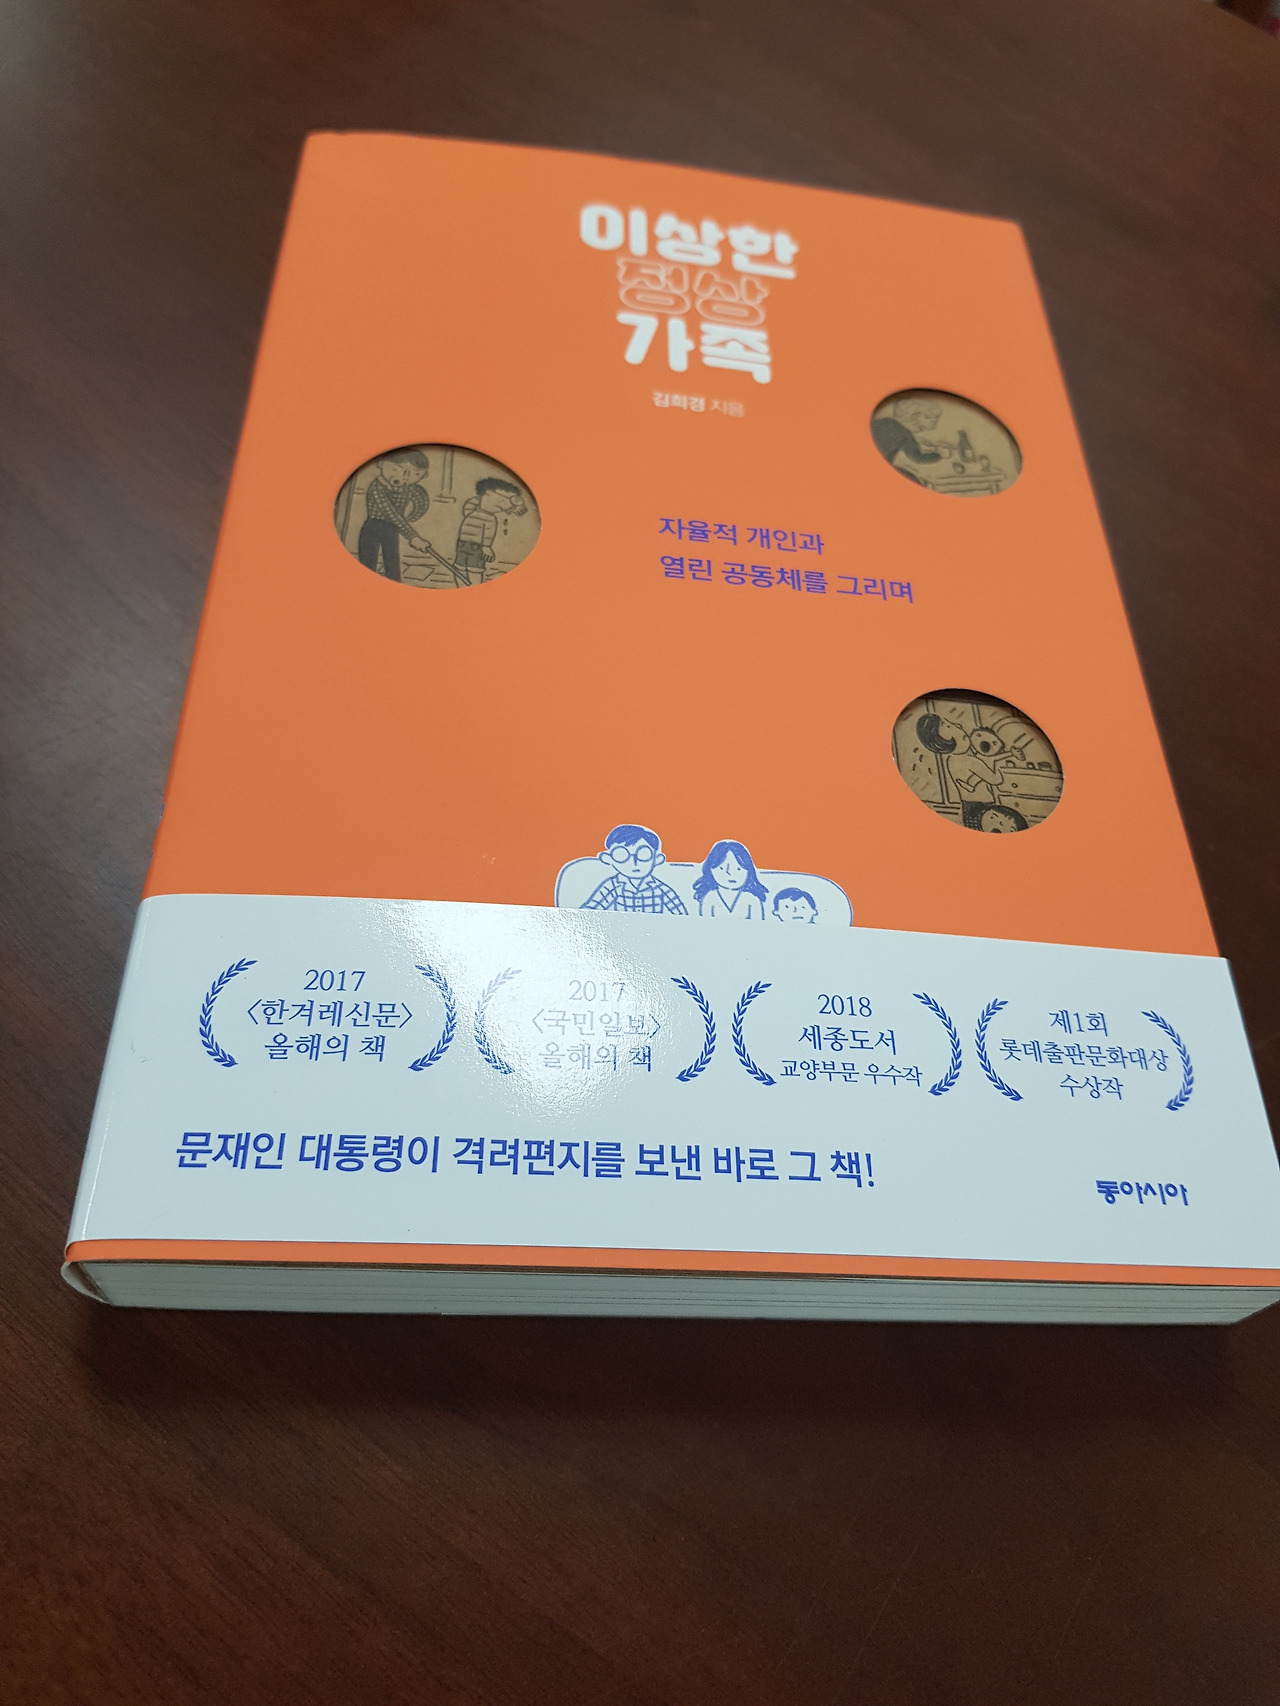 이상한
정상
가족
김희경 지음
자율적 개인과
열린 공동체를 그리며
2017
〈한겨레신문〉
올해의 책
2017
〈국민일보〉
올해의 책
2018
세종도서
교양부문 우수작
제1회
롯데출판문화대상
수상작
문재인 대통령이 격려편지를 보낸 바로 그 책!
동아시아